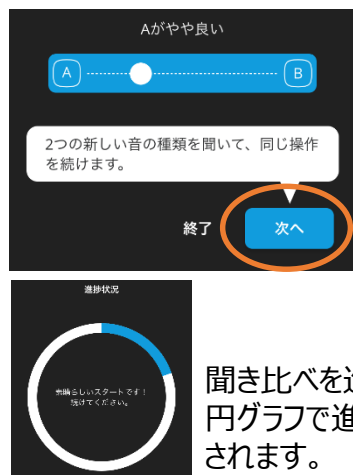 Aがやや良い
A
B
2つの新しい音の種類を聞いて、同じ操作
を続けます。
終了
次へ
進捗状況
素晴らしいスタートです!
続けてください。
聞き比べを
円グラフで進
されます。